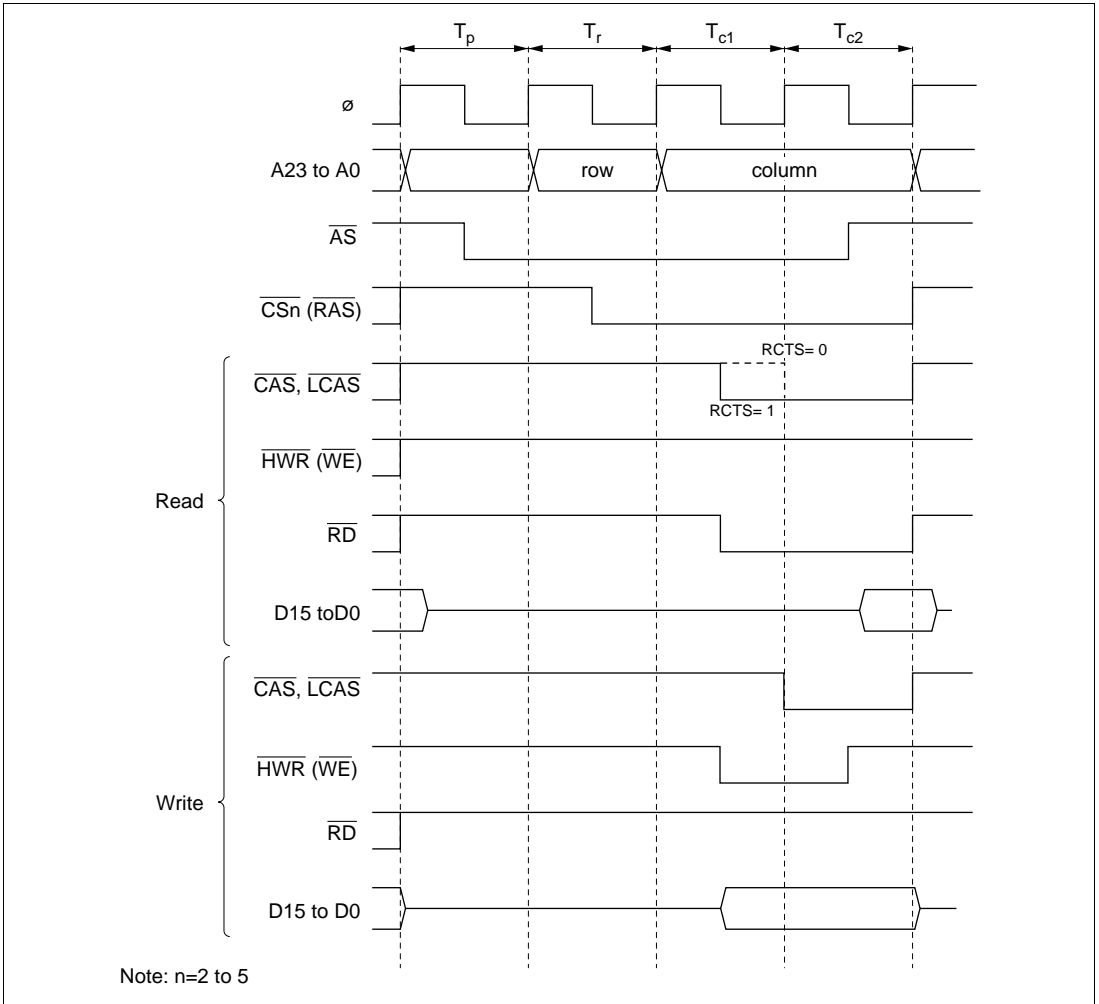 Tp Tr Tc1 Tc2
ø
A23 to A0 row column
AS
CSn (RAS)
RCTS= 0
CAS, LCAS
RCTS= 1
HWR (WE)
Read
RD
D15 toD0
CAS, LCAS
HWR (WE)
Write
RD
D15 to D0
Note: n=2 to 5